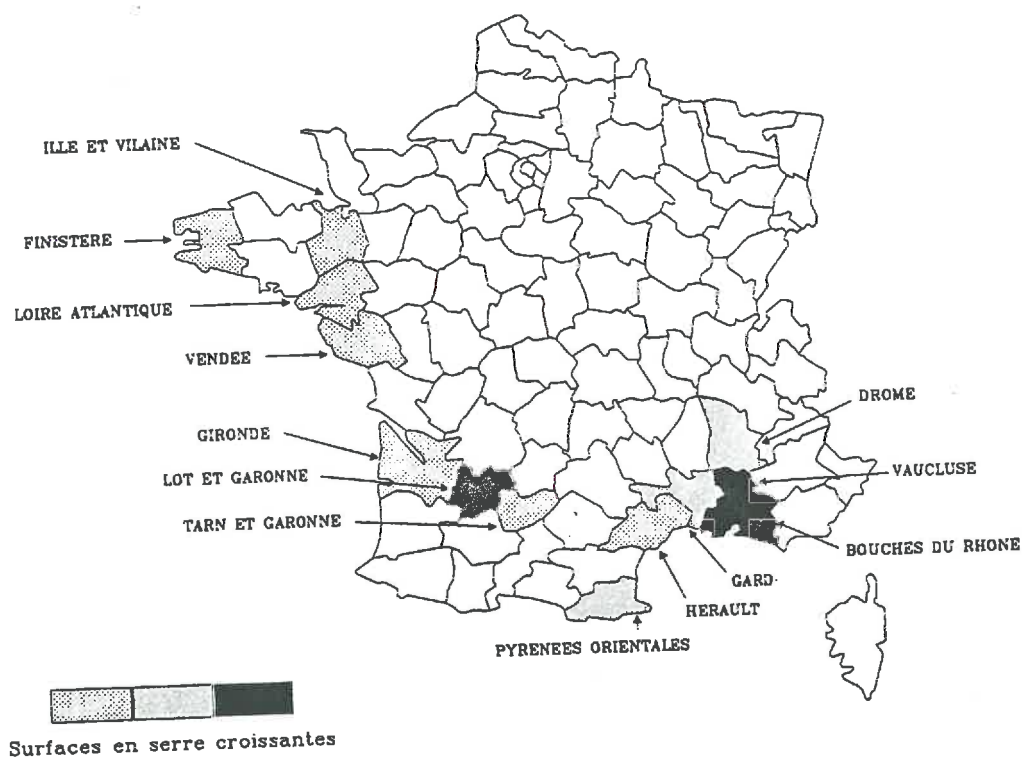 ILLE ET VILAINE
FINISTERE
LOIRE ATLANTIQUE
VENDEE
DROME
GIRONDE
VAUCLUSE
LOT ET GARONNE
TARN ET GARONNE
BOUCHES DU RHONE
GARD
HERAULT
PYRENEES ORIENTALES
Surfaces en serre croissantes